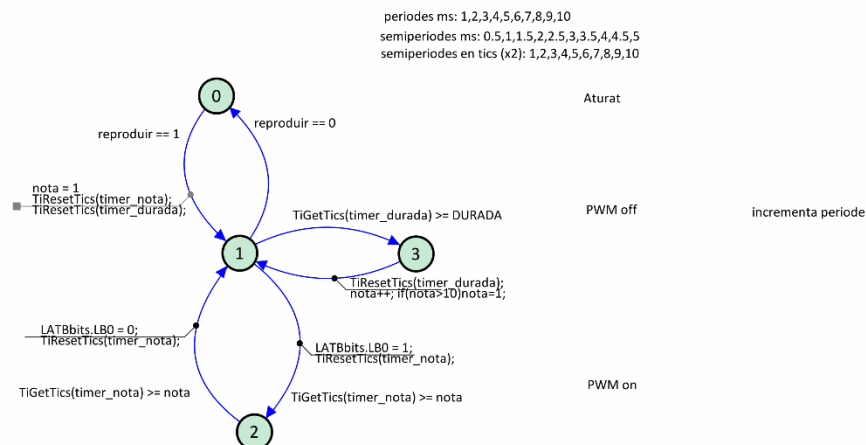 periodes ms: 1,2,3,4,5,6,7,8,9,10
semiperiodes ms: 0.5,1,1.5,2,2.5,3,3.5,4,4.5,5
semiperiodes en tics (x2): 1,2,3,4,5,6,7,8,9,10
0
Aturat
reproduir == 1
reproduir == 0
nota = 1
TiResetTics(timer_nota);
TiResetTics(timer_durada);
TiGetTics(timer_durada) >= DURADA
PWM off
incrementa periode
1
3
TiResetTics(timer_durada);
nota++; if(nota>10)nota=1;
LATBbits.LB0 = 0;
TiResetTics(timer_nota);
LATBbits.LB0 = 1;
TiResetTics(timer_nota);
TiGetTics(timer_nota) >= nota
TiGetTics(timer_nota) >= nota
PWM on
2